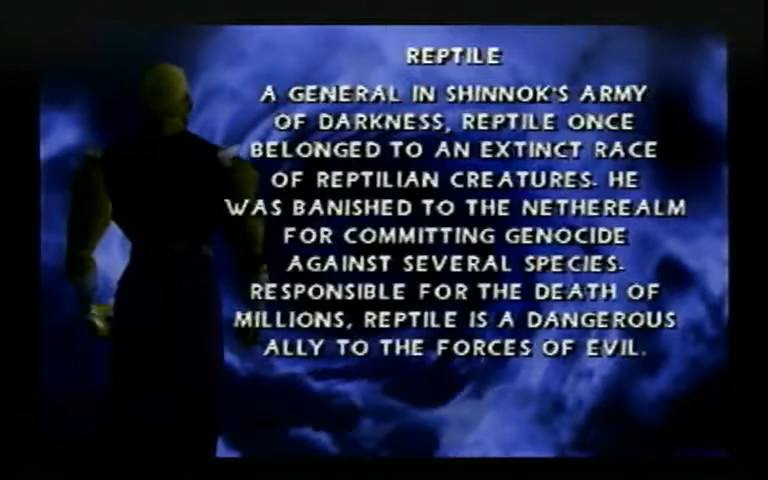 REPTILE
A GENERAL IN SHINNOK'S ARMY
OF DARKNESS, REPTILE ONCE
BELONGED TO AN EXTINCT RACE
OF REPTILIAN CREATURES. HE
WAS BANISHED TO THE NETHEREALM
FOR COMMITTING GENOCIDE
AGAINST SEVERAL SPECIES.
RESPONSIBLE FOR THE DEATH OF
MILLIONS, REPTILE IS A DANGEROUS
ALLY TO THE FORCES OF EVIL.